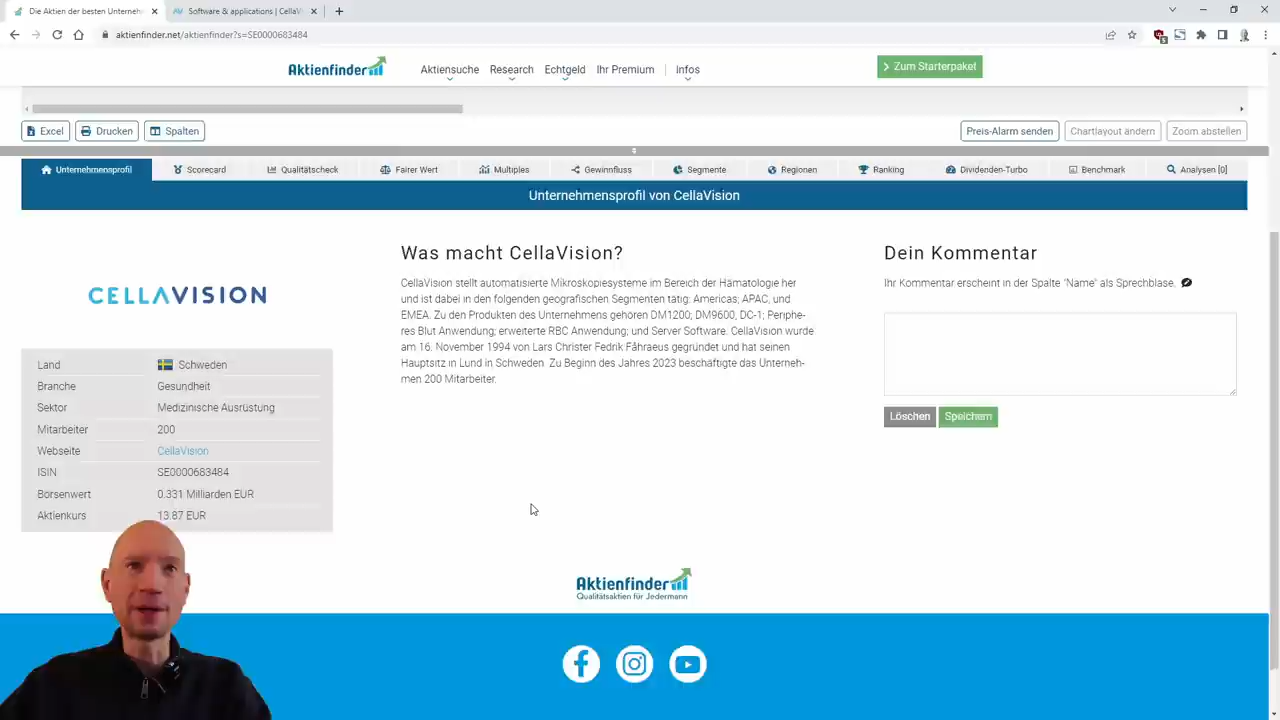 Die Aktien der besten Unterneh
Software & applications | CellaV
aktienfinder.net/aktienfinder?s=SE0000683484
Aktienfinder
Aktiensuche
Research
Echtgeld
Ihr Premium
Infos
Zum Starterpaket
Excel
Drucken
Spalten
Preis-Alarm senden
Chartlayout ändern
Zoom abstellen
Unternehmensprofil
Scorecard
Qualitätscheck
Fairer Wert
Multiples
Gewinnfluss
Segmente
Regionen
Ranking
Dividenden-Turbo
Benchmark
Analysen [0]
Unternehmensprofil von CellaVision
CELLAVISION
Land Schweden
Branche Gesundheit
Sektor Medizinische Ausrüstung
Mitarbeiter 200
Webseite CellaVision
ISIN SE0000683484
Börsenwert 0.331 Milliarden EUR
Aktienkurs 13.87 EUR
Was macht CellaVision?
CellaVision stellt automatisierte Mikroskopiesysteme im Bereich der Hämatologie her
und ist dabei in den folgenden geografischen Segmenten tätig: Americas; APAC, und
EMEA. Zu den Produkten des Unternehmens gehören DM1200; DM9600, DC-1; Periphe-
res Blut Anwendung; erweiterte RBC Anwendung; und Server Software. CellaVision wurde
am 16. November 1994 von Lars Christer Fedrik Fåhraeus gegründet und hat seinen
Hauptsitz in Lund in Schweden. Zu Beginn des Jahres 2023 beschäftigte das Unterneh-
men 200 Mitarbeiter.
Dein Kommentar
Ihr Kommentar erscheint in der Spalte "Name" als Sprechblase.
Löschen
Speichern
Aktienfinder
Qualitätsaktien für Jedermann